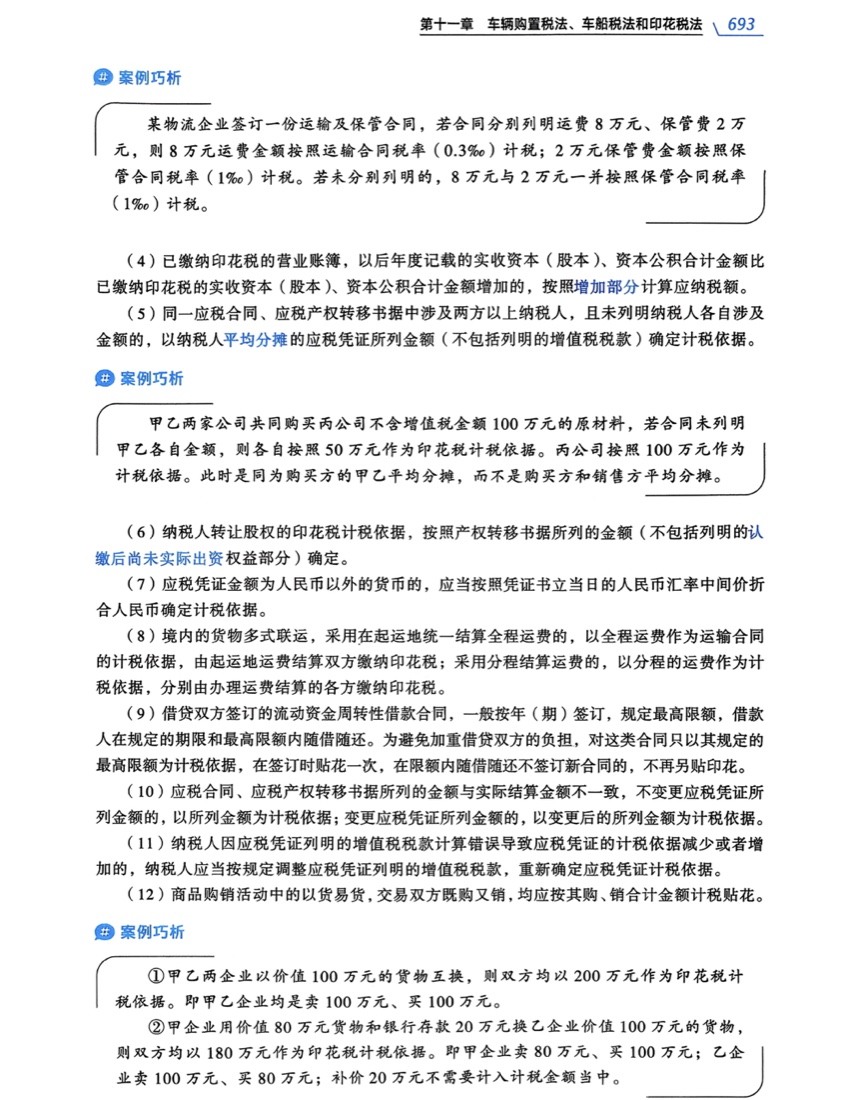 第十一章 车辆购置税法、车船税法和印花税法 693
案例巧析
某物流企业签订一份运输及保管合同，若合同分别列明运费 8 万元、保管费 2 万
元，则 8 万元运费金额按照运输合同税率（0.3‰）计税；2 万元保管费金额按照保
管合同税率（1‰）计税。若未分别列明的，8 万元与 2 万元一并按照保管合同税率
（1‰）计税。
（4）已缴纳印花税的营业账簿，以后年度记载的实收资本（股本）、资本公积合计金额比
已缴纳印花税的实收资本（股本）、资本公积合计金额增加的，按照增加部分计算应纳税额。
（5）同一应税合同、应税产权转移书据中涉及两方以上纳税人，且未列明纳税人各自涉及
金额的，以纳税人平均分摊的应税凭证所列金额（不包括列明的增值税税款）确定计税依据。
案例巧析
甲乙两家公司共同购买丙公司不含增值税金额 100 万元的原材料，若合同未列明
甲乙各自金额，则各自按照 50 万元作为印花税计税依据。丙公司按照 100 万元作为
计税依据。此时是同为购买方的甲乙平均分摊，而不是购买方和销售方平均分摊。
（6）纳税人转让股权的印花税计税依据，按照产权转移书据所列的金额（不包括列明的认
缴后尚未实际出资权益部分）确定。
（7）应税凭证金额为人民币以外的货币的，应当按照凭证书立当日的人民币汇率中间价折
合人民币确定计税依据。
（8）境内的货物多式联运，采用在起运地统一结算全程运费的，以全程运费作为运输合同
的计税依据，由起运地运费结算双方缴纳印花税；采用分程结算运费的，以分程的运费作为计
税依据，分别由办理运费结算的各方缴纳印花税。
（9）借贷双方签订的流动资金周转性借款合同，一般按年（期）签订，规定最高限额，借款
人在规定的期限和最高限额内随借随还。为避免加重借贷双方的负担，对这类合同只以其规定的
最高限额为计税依据，在签订时贴花一次，在限额内随借随还不签订新合同的，不再另贴印花。
（10）应税合同、应税产权转移书据所列的金额与实际结算金额不一致，不变更应税凭证所
列金额的，以所列金额为计税依据；变更应税凭证所列金额的，以变更后的所列金额为计税依据。
（11）纳税人因应税凭证列明的增值税税款计算错误导致应税凭证的计税依据减少或者增
加的，纳税人应当按规定调整应税凭证列明的增值税税款，重新确定应税凭证计税依据。
（12）商品购销活动中的以货易货，交易双方既购又销，均应按其购、销合计金额计税贴花。
案例巧析
①甲乙两企业以价值 100 万元的货物互换，则双方均以 200 万元作为印花税计
税依据。即甲乙企业均是卖 100 万元、买 100 万元。
②甲企业用价值 80 万元货物和银行存款 20 万元换乙企业价值 100 万元的货物，
则双方均以 180 万元作为印花税计税依据。即甲企业卖 80 万元、买 100 万元；乙企
业卖 100 万元、买 80 万元；补价 20 万元不需要计入计税金额当中。